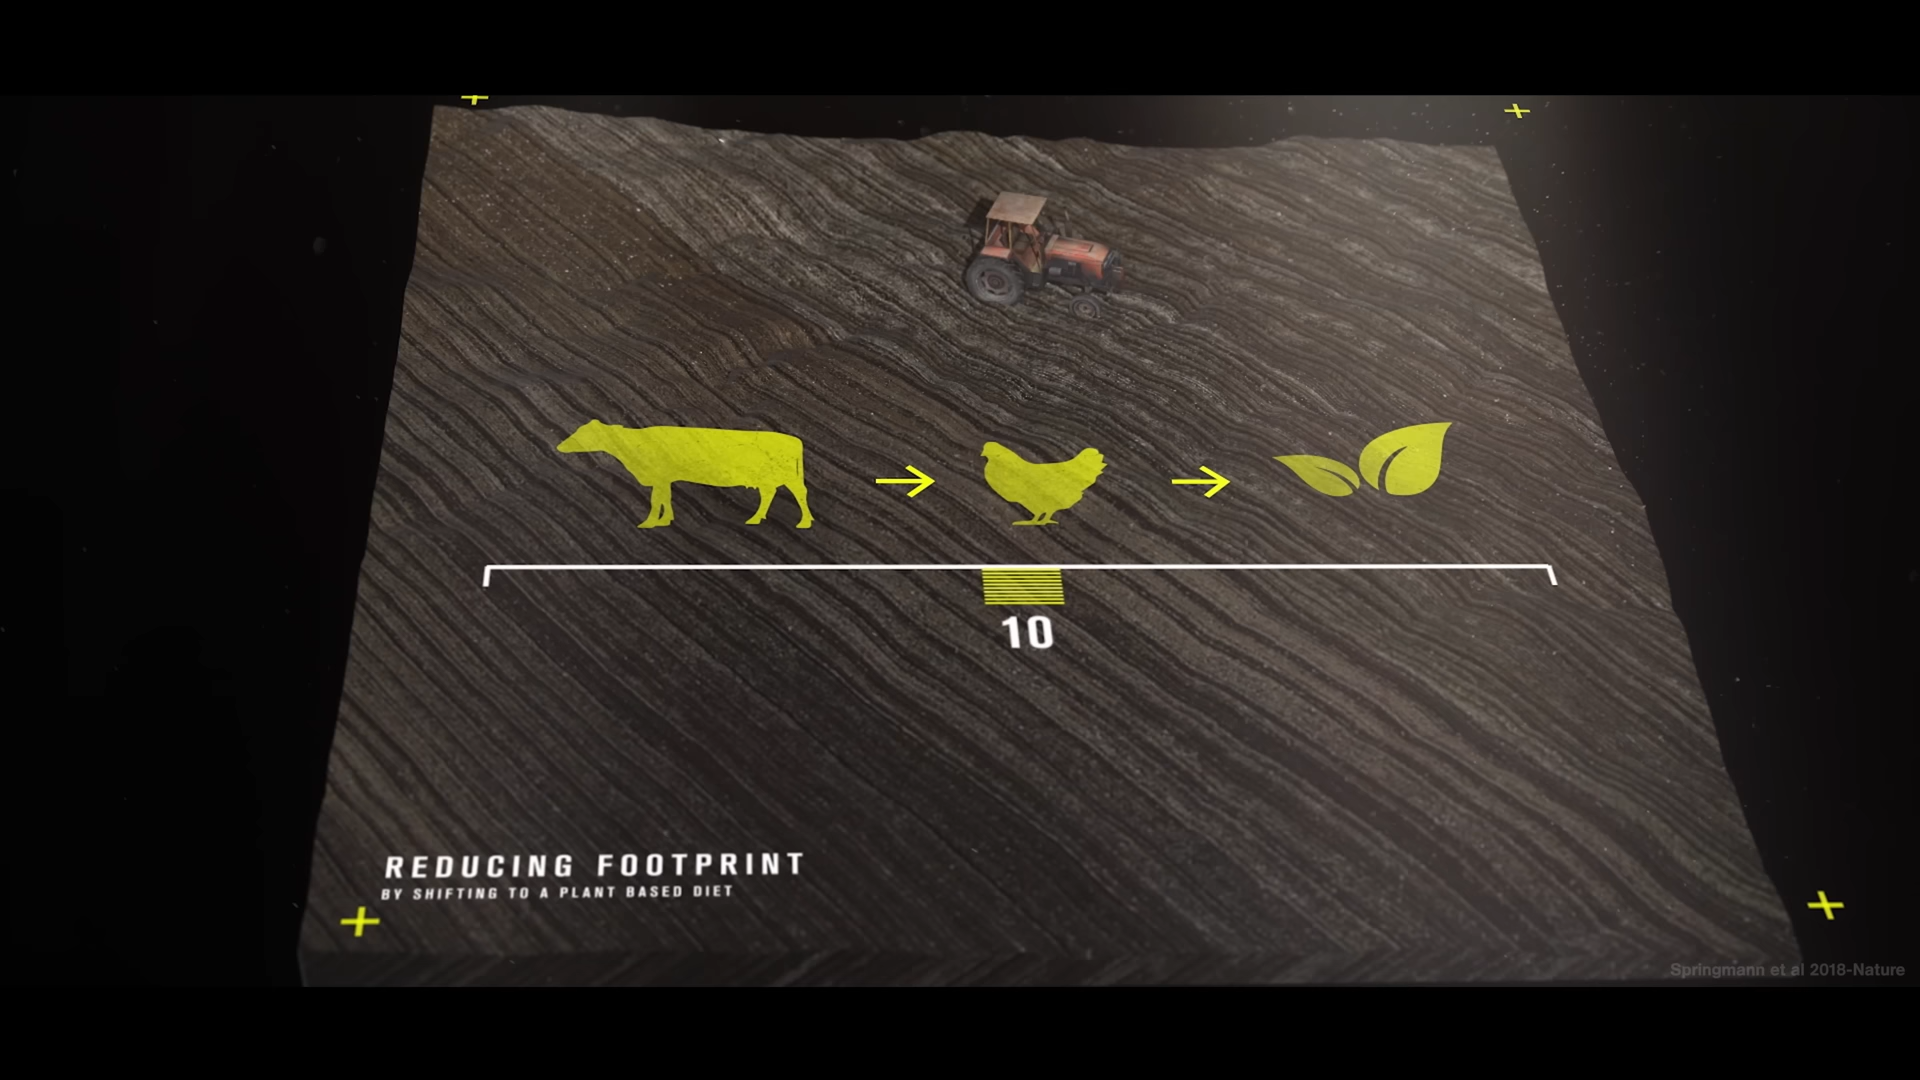 10
REDUCING FOOTPRINT
BY SHIFTING TO A PLANT BASED DIET
Springmann et al 2018-Nature